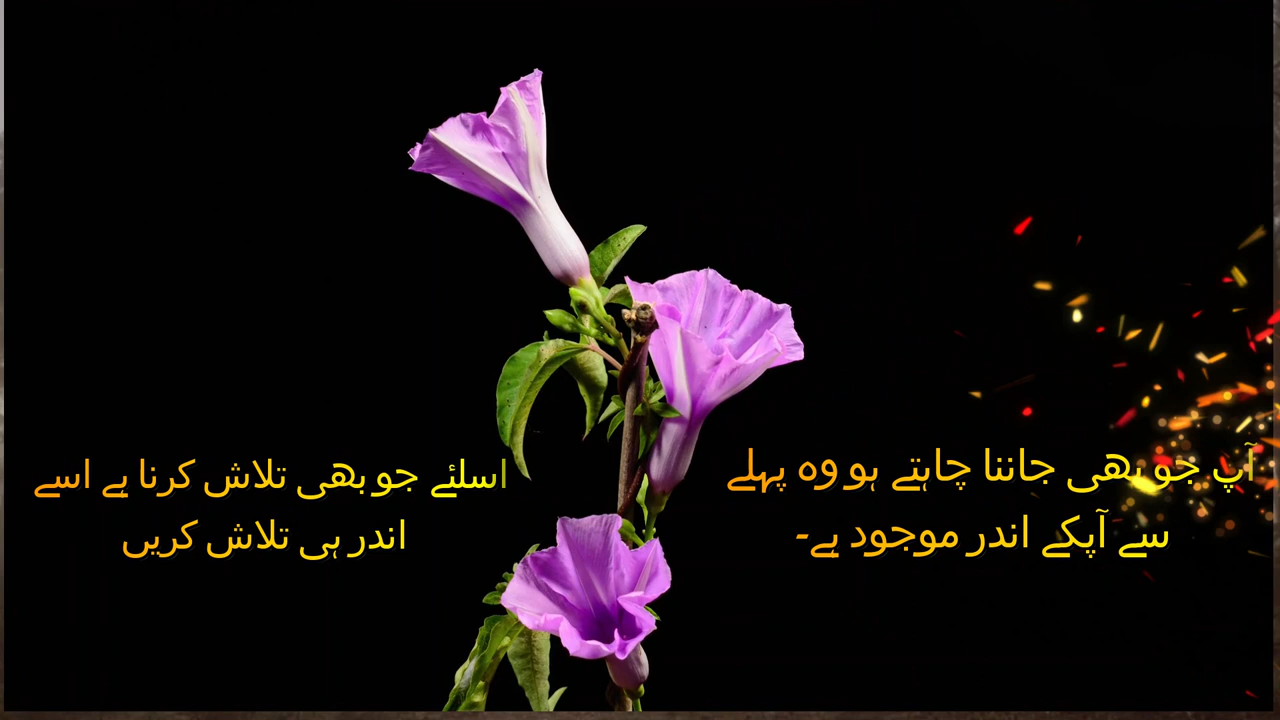 آپ جو بھی جاننا چاہتے ہو وہ پہلے
سے آپکے اندر موجود ہے۔
اسلئے جو بھی تلاش کرنا ہے اسے
اندر ہی تلاش کریں